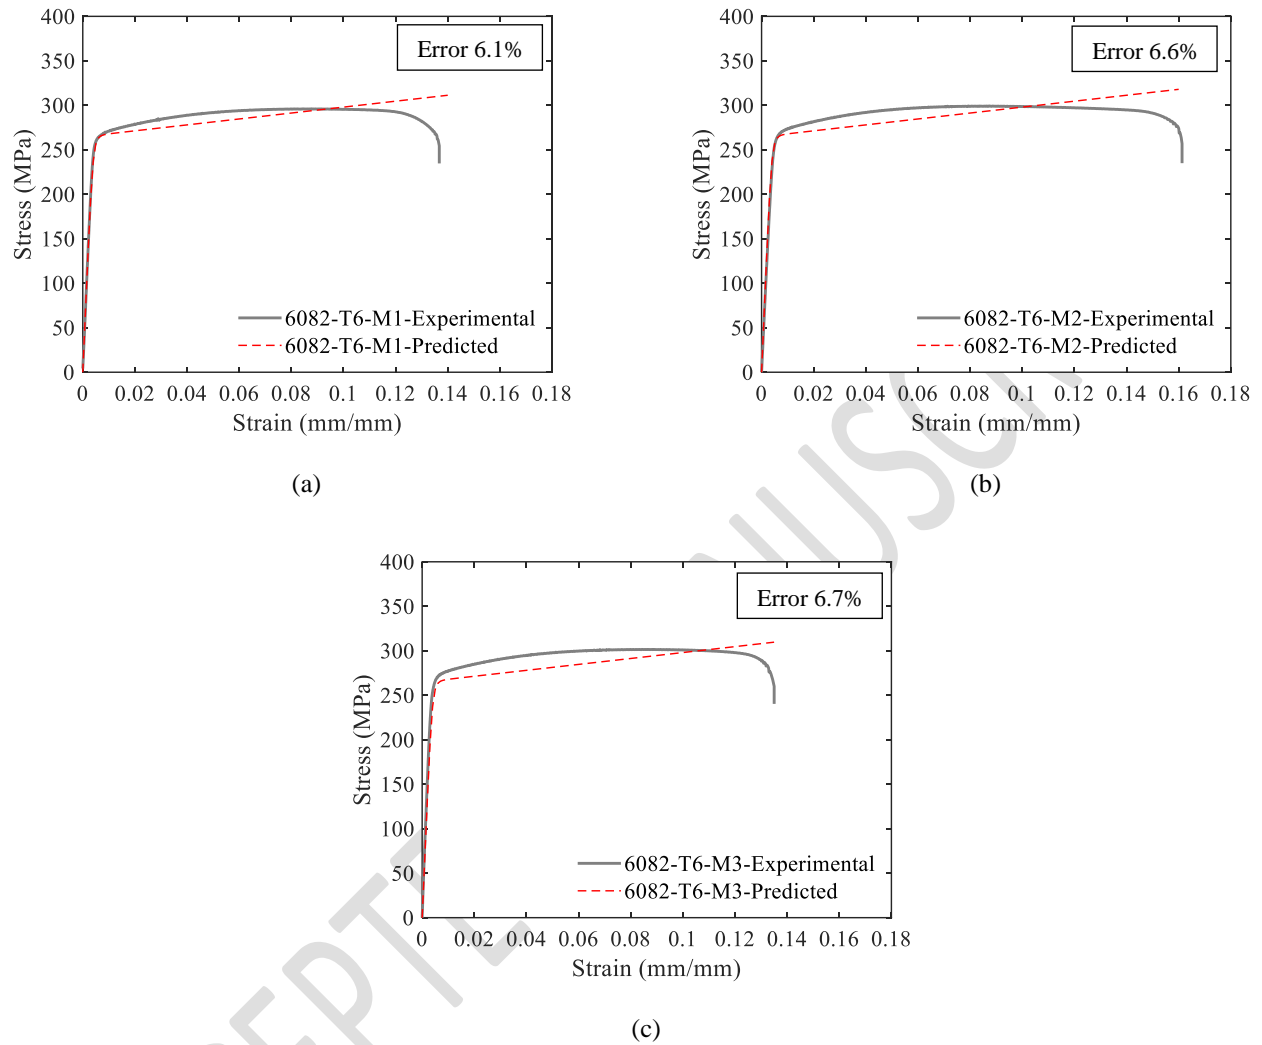 400
350
300
250
200
150
100
50
0
Stress (MPa)
Error 6.1%
6082-T6-M1-Experimental
6082-T6-M1-Predicted
0 0.02 0.04 0.06 0.08 0.1 0.12 0.14 0.16 0.18
Strain (mm/mm)
(a)
400
350
300
250
200
150
100
50
0
Stress (MPa)
Error 6.6%
6082-T6-M2-Experimental
6082-T6-M2-Predicted
0 0.02 0.04 0.06 0.08 0.1 0.12 0.14 0.16 0.18
Strain (mm/mm)
(b)
400
350
300
250
200
150
100
50
0
Stress (MPa)
Error 6.7%
6082-T6-M3-Experimental
6082-T6-M3-Predicted
0 0.02 0.04 0.06 0.08 0.1 0.12 0.14 0.16 0.18
Strain (mm/mm)
(c)